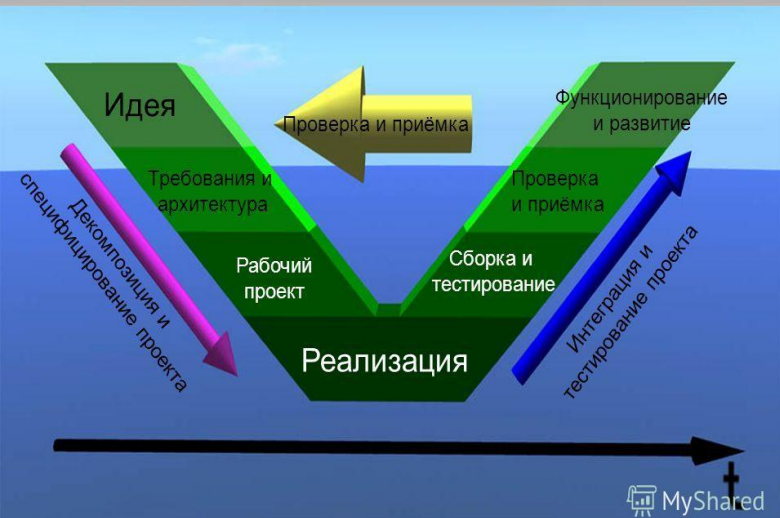 Идея
Проверка и приёмка
Функционирование
и развитие
Требования и
архитектура
Проверка
и приёмка
Рабочий
проект
Сборка и
тестирование
Реализация
Декомпозиция и
специфицирование проекта
Интеграция и
тестирование проекта
t
MyShared